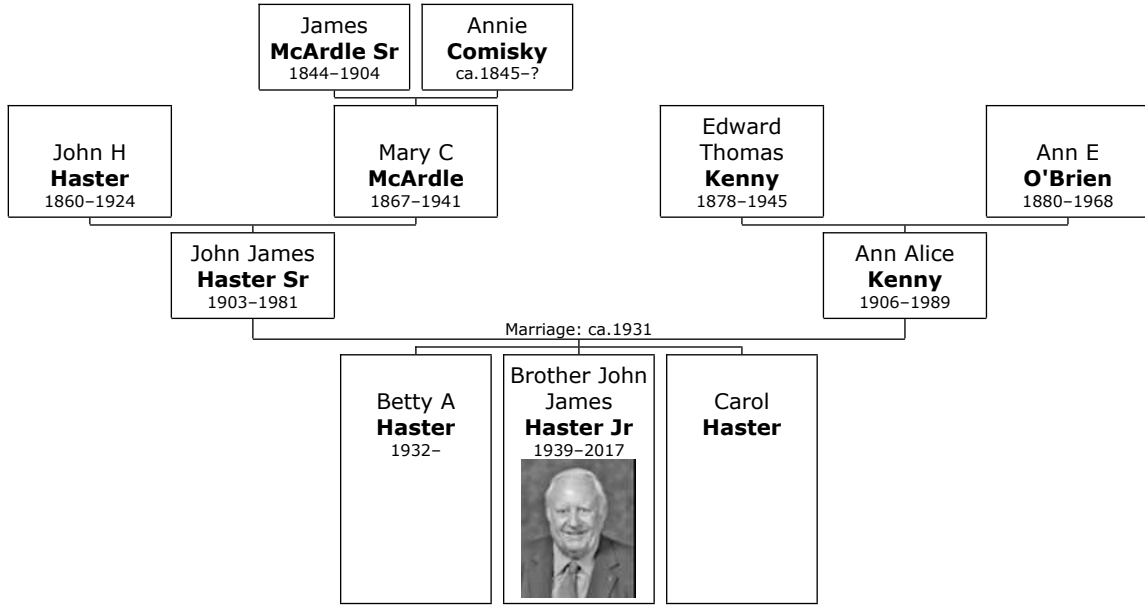 James
McArdle Sr
1844–1904
Annie
Comisky
ca.1845–?
John H
Haster
1860–1924
Mary C
McArdle
1867–1941
Edward
Thomas
Kenny
1878–1945
Ann E
O'Brien
1880–1968
John James
Haster Sr
1903–1981
Ann Alice
Kenny
1906–1989
Marriage: ca.1931
Betty A
Haster
1932–
Brother John
James
Haster Jr
1939–2017
Carol
Haster